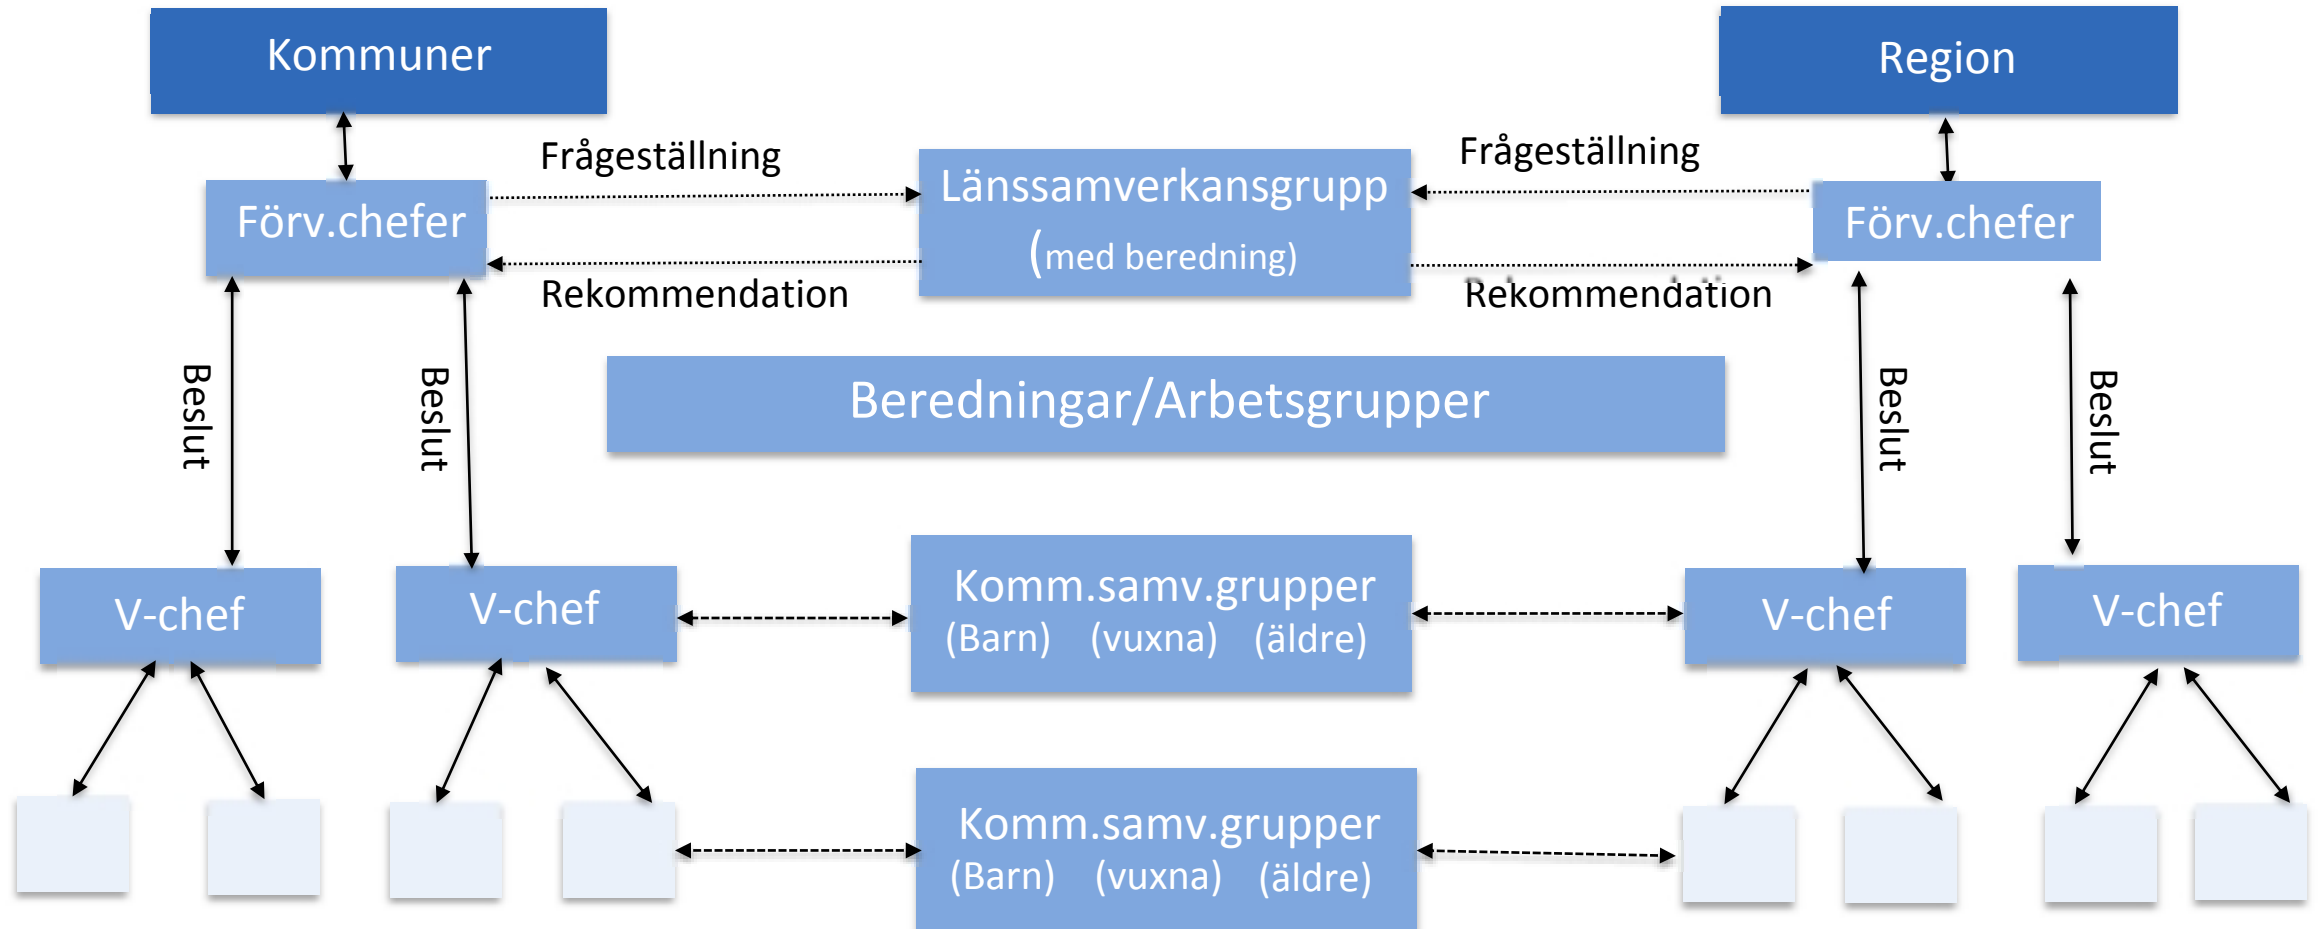 Kommuner
Region
Frågeställning
Frågeställning
Förv.chefer
Länssamverkansgrupp
(med beredning)
Förv.chefer
Rekommendation
Rekommendation
Beslut
Beslut
Beredningar/Arbetsgrupper
Beslut
Beslut
V-chef
V-chef
Komm.samv.grupper
(Barn) (vuxna) (äldre)
V-chef
V-chef
Komm.samv.grupper
(Barn) (vuxna) (äldre)